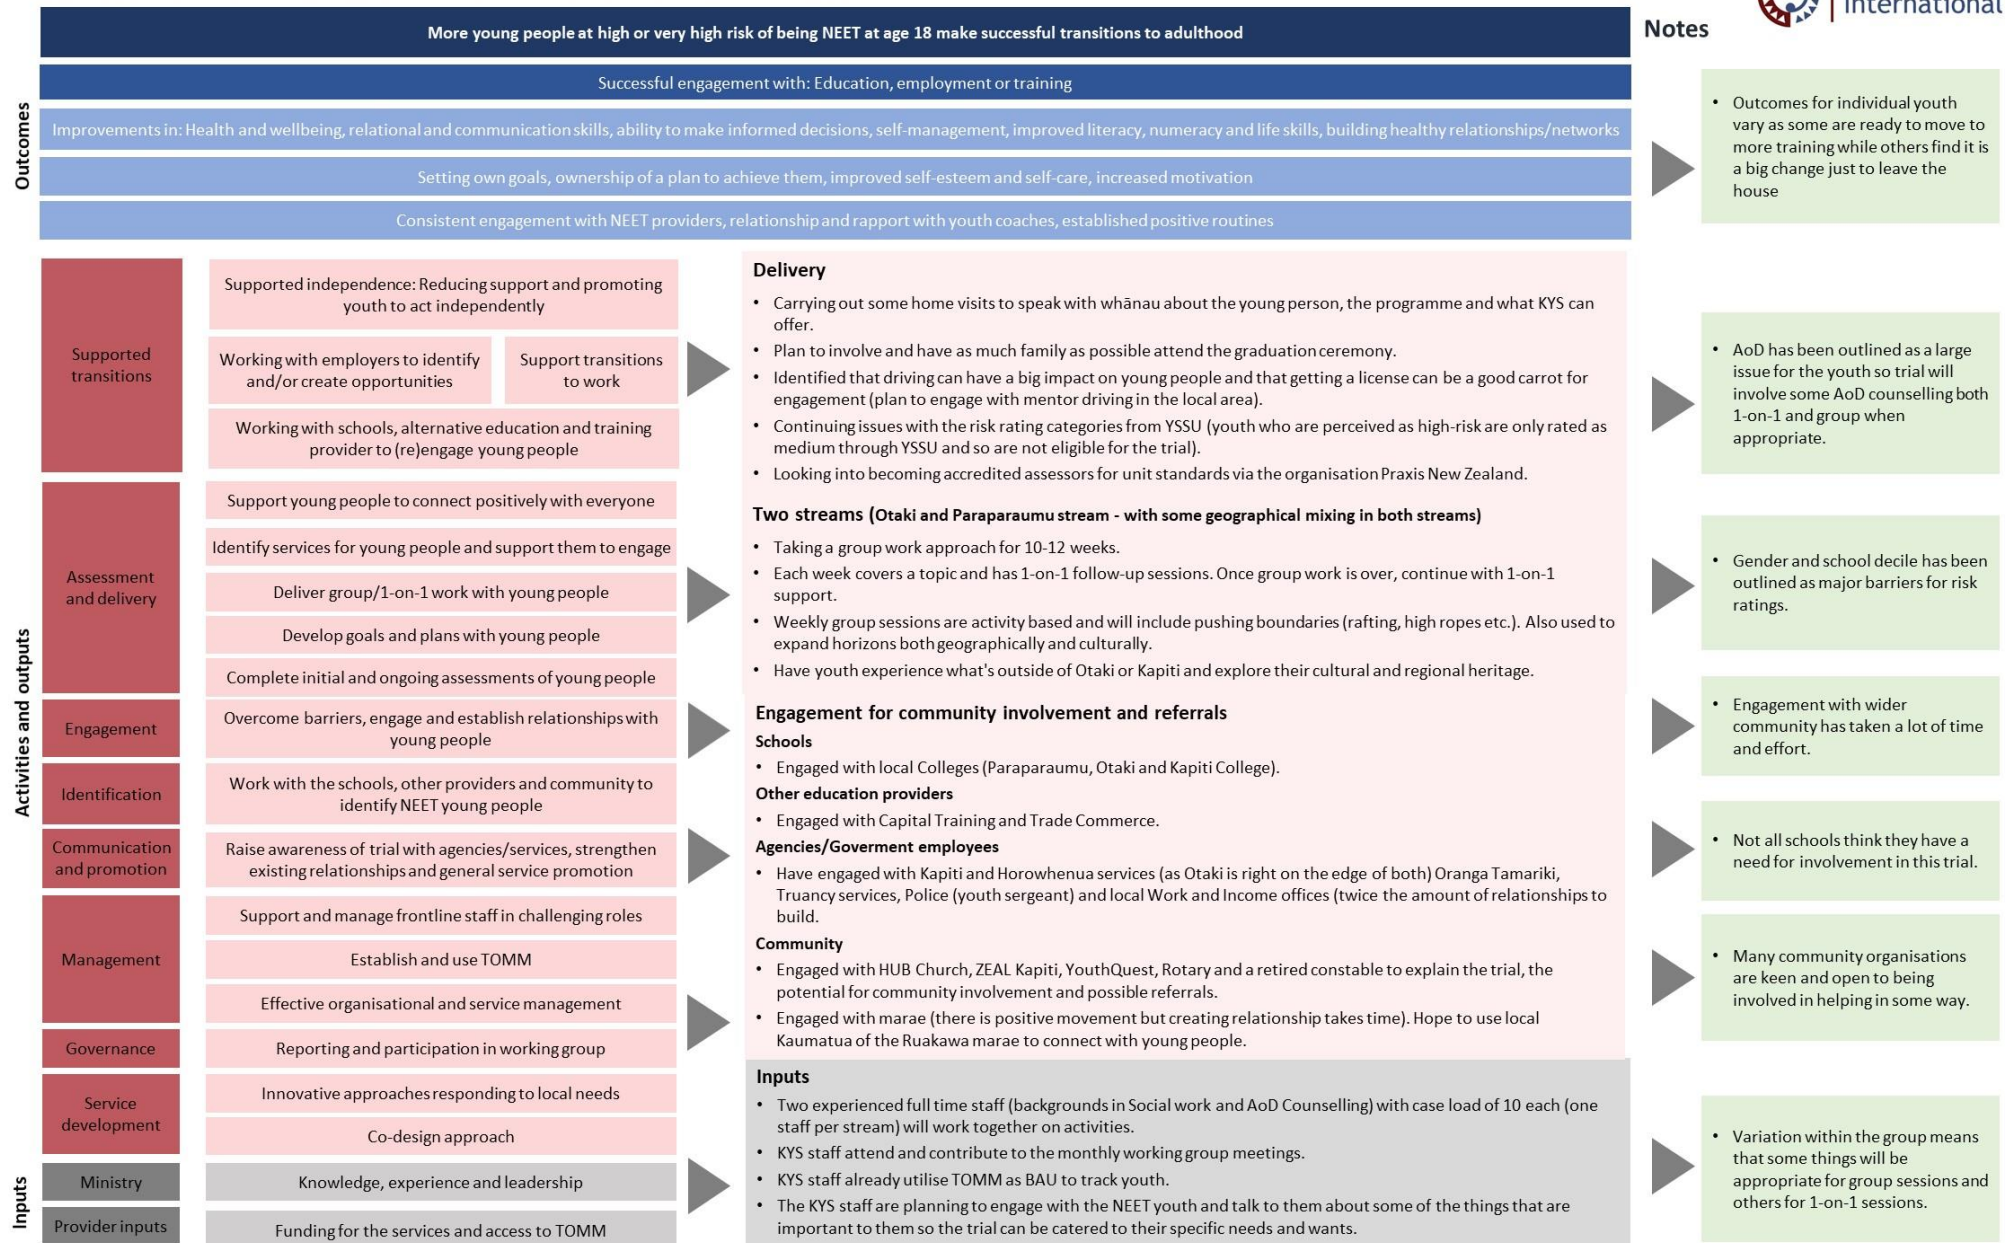 International
Notes
More young people at high or very high risk of being NEET at age 18 make successful transitions to adulthood
Outcomes
Successful engagement with: Education, employment or training
Improvements in: Health and wellbeing, relational and communication skills, ability to make informed decisions, self-management, improved literacy, numeracy and life skills, building healthy relationships/networks
Setting own goals, ownership of a plan to achieve them, improved self-esteem and self-care, increased motivation
Consistent engagement with NEET providers, relationship and rapport with youth coaches, established positive routines
• Outcomes for individual youth
vary as some are ready to move to
more training while others find it is
a big change just to leave the
house
Activities and outputs
Supported
transitions
Supported independence: Reducing support and promoting
youth to act independently
Working with employers to identify
and/or create opportunities
Support transitions
to work
Working with schools, alternative education and training
provider to (re)engage young people
Assessment
and delivery
Support young people to connect positively with everyone
Identify services for young people and support them to engage
Deliver group/1-on-1 work with young people
Develop goals and plans with young people
Complete initial and ongoing assessments of young people
Engagement
Overcome barriers, engage and establish relationships with
young people
Identification
Work with the schools, other providers and community to
identify NEET young people
Communication
and promotion
Raise awareness of trial with agencies/services, strengthen
existing relationships and general service promotion
Management
Support and manage frontline staff in challenging roles
Establish and use TOMM
Effective organisational and service management
Governance
Reporting and participation in working group
Service
development
Innovative approaches responding to local needs
Co-design approach
Inputs
Ministry
Knowledge, experience and leadership
Provider inputs
Funding for the services and access to TOMM
Delivery
• Carrying out some home visits to speak with whānau about the young person, the programme and what KYS can
offer.
• Plan to involve and have as much family as possible attend the graduation ceremony.
• Identified that driving can have a big impact on young people and that getting a license can be a good carrot for
engagement (plan to engage with mentor driving in the local area).
• Continuing issues with the risk rating categories from YSSU (youth who are perceived as high-risk are only rated as
medium through YSSU and so are not eligible for the trial).
• Looking into becoming accredited assessors for unit standards via the organisation Praxis New Zealand.
Two streams (Otaki and Paraparaumu stream - with some geographical mixing in both streams)
• Taking a group work approach for 10-12 weeks.
• Each week covers a topic and has 1-on-1 follow-up sessions. Once group work is over, continue with 1-on-1
support.
• Weekly group sessions are activity based and will include pushing boundaries (rafting, high ropes etc.). Also used to
expand horizons both geographically and culturally.
• Have youth experience what's outside of Otaki or Kapiti and explore their cultural and regional heritage.
Engagement for community involvement and referrals
Schools
• Engaged with local Colleges (Paraparaumu, Otaki and Kapiti College).
Other education providers
• Engaged with Capital Training and Trade Commerce.
Agencies/Goverment employees
• Have engaged with Kapiti and Horowhenua services (as Otaki is right on the edge of both) Oranga Tamariki,
Truancy services, Police (youth sergeant) and local Work and Income offices (twice the amount of relationships to
build.
Community
• Engaged with HUB Church, ZEAL Kapiti, YouthQuest, Rotary and a retired constable to explain the trial, the
potential for community involvement and possible referrals.
• Engaged with marae (there is positive movement but creating relationship takes time). Hope to use local
Kaumatua of the Ruakawa marae to connect with young people.
Inputs
• Two experienced full time staff (backgrounds in Social work and AoD Counselling) with case load of 10 each (one
staff per stream) will work together on activities.
• KYS staff attend and contribute to the monthly working group meetings.
• KYS staff already utilise TOMM as BAU to track youth.
• The KYS staff are planning to engage with the NEET youth and talk to them about some of the things that are
important to them so the trial can be catered to their specific needs and wants.
• AoD has been outlined as a large
issue for the youth so trial will
involve some AoD counselling both
1-on-1 and group when
appropriate.
• Gender and school decile has been
outlined as major barriers for risk
ratings.
• Engagement with wider
community has taken a lot of time
and effort.
• Not all schools think they have a
need for involvement in this trial.
• Many community organisations
are keen and open to being
involved in helping in some way.
• Variation within the group means
that some things will be
appropriate for group sessions and
others for 1-on-1 sessions.